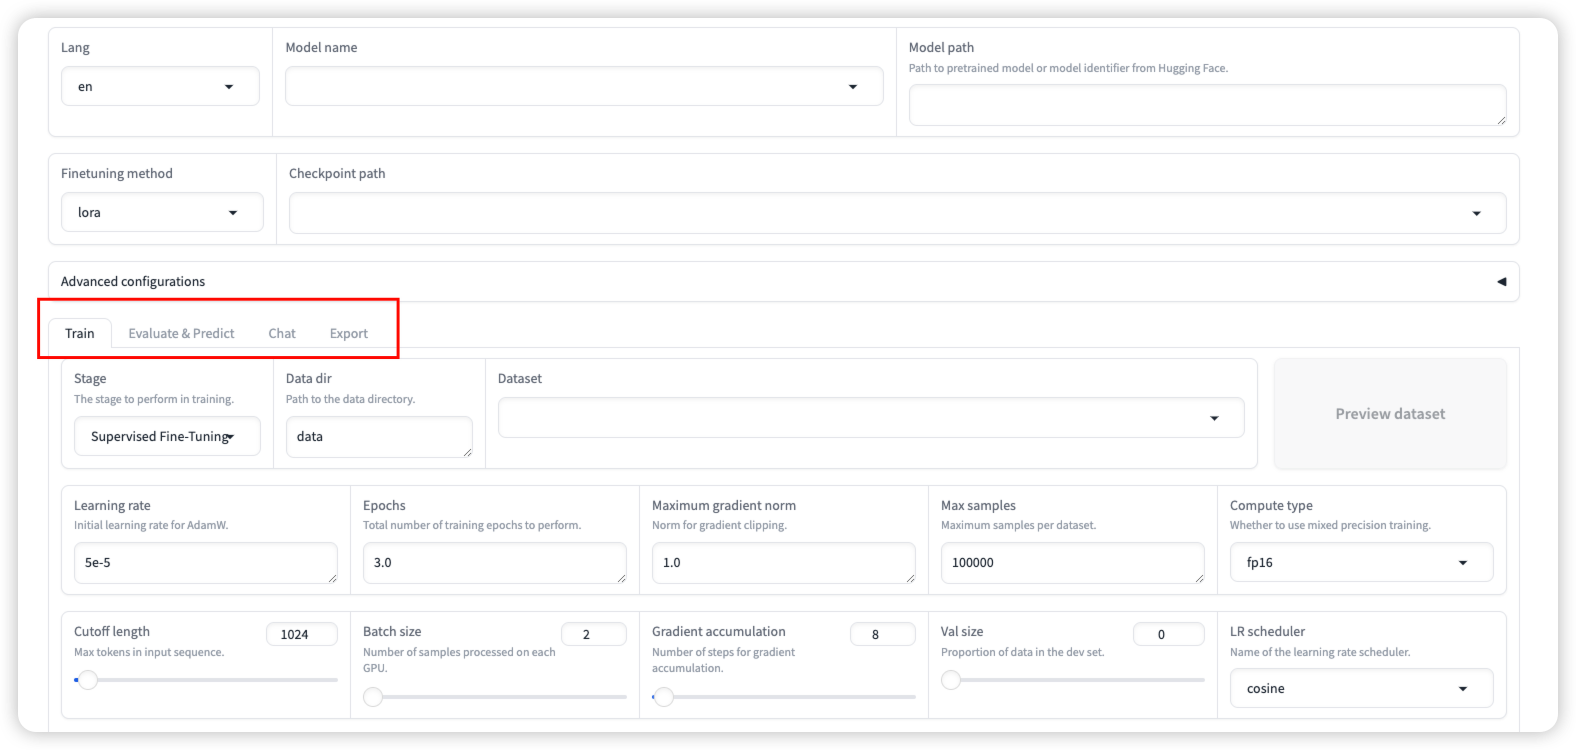 Lang
en
Model name
Model path
Path to pretrained model or model identifier from Hugging Face.
Finetuning method
lora
Checkpoint path
Advanced configurations
Train
Evaluate & Predict
Chat
Export
Stage
The stage to perform in training.
Supervised Fine-Tuning
Data dir
Path to the data directory.
data
Dataset
Preview dataset
Learning rate
Initial learning rate for AdamW.
5e-5
Epochs
Total number of training epochs to perform.
3.0
Maximum gradient norm
Norm for gradient clipping.
1.0
Max samples
Maximum samples per dataset.
100000
Compute type
Whether to use mixed precision training.
fp16
Cutoff length
1024
Max tokens in input sequence.
Batch size
2
Number of samples processed on each
GPU.
Gradient accumulation
8
Number of steps for gradient
accumulation.
Val size
0
Proportion of data in the dev set.
LR scheduler
Name of the learning rate scheduler.
cosine